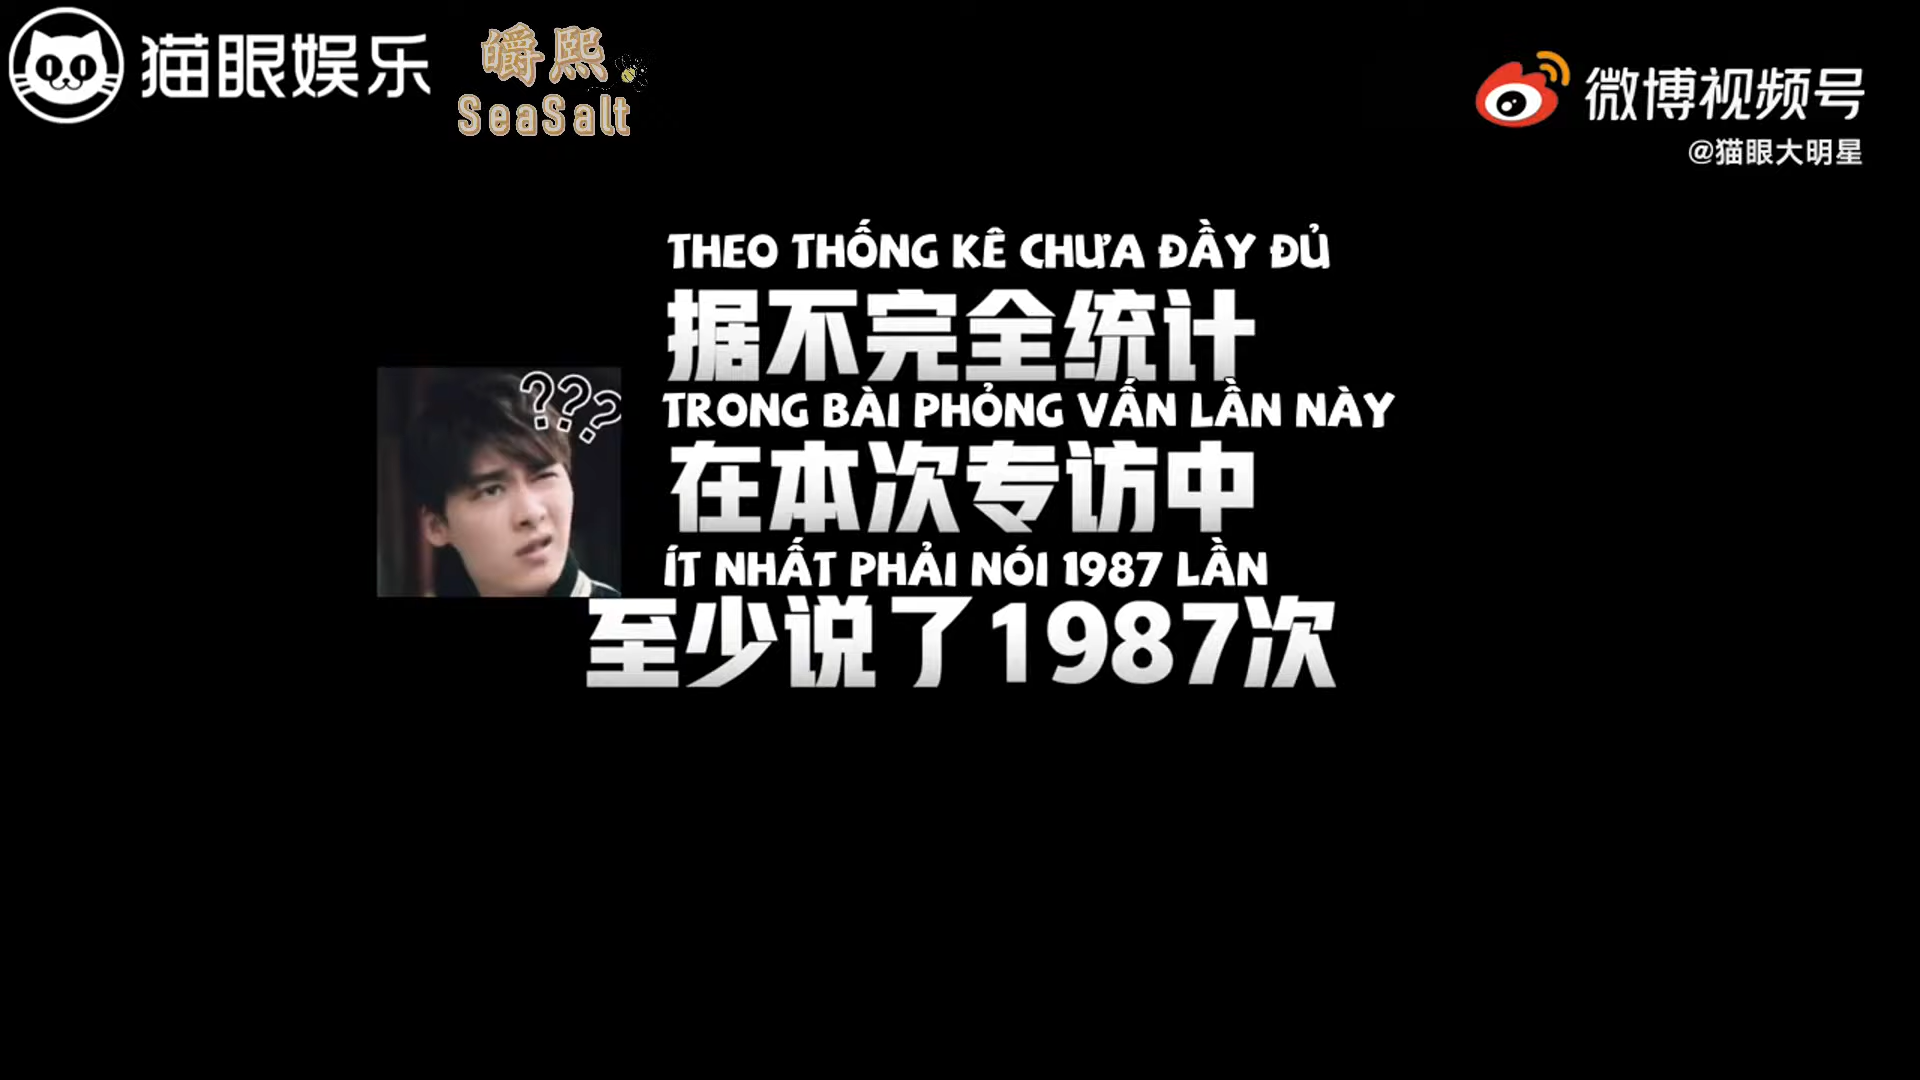 猫眼娱乐
皭熙
SeaSalt
微博视频号
@猫眼大明星
THEO THỐNG KÊ CHƯA ĐẦY ĐỦ
据不完全统计
???
TRONG BÀI PHỎNG VẤN LẦN NÀY
在本次专访中
ÍT NHẤT PHẢI NÓI 1987 LẦN
至少说了1987次